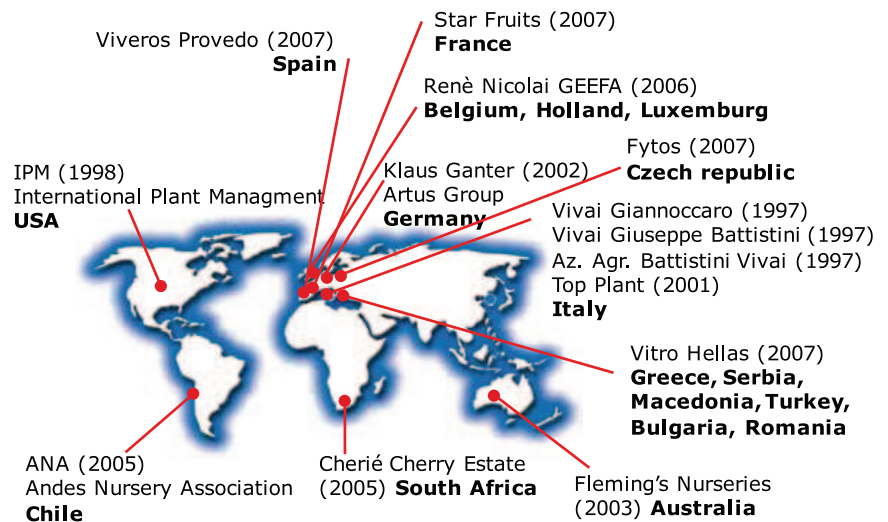 Viveros Provedo (2007)
Spain
Star Fruits (2007)
France
Renè Nicolai GEEFA (2006)
Belgium, Holland, Luxemburg
Fytos (2007)
Czech republic
IPM (1998)
International Plant Managment
USA
Klaus Ganter (2002)
Artus Group
Germany
Vivai Giannoccaro (1997)
Vivai Giuseppe Battistini (1997)
Az. Agr. Battistini Vivai (1997)
Top Plant (2001)
Italy
Vitro Hellas (2007)
Greece, Serbia,
Macedonia, Turkey,
Bulgaria, Romania
ANA (2005)
Andes Nursery Association
Chile
Cherié Cherry Estate
(2005) South Africa
Fleming's Nurseries
(2003) Australia